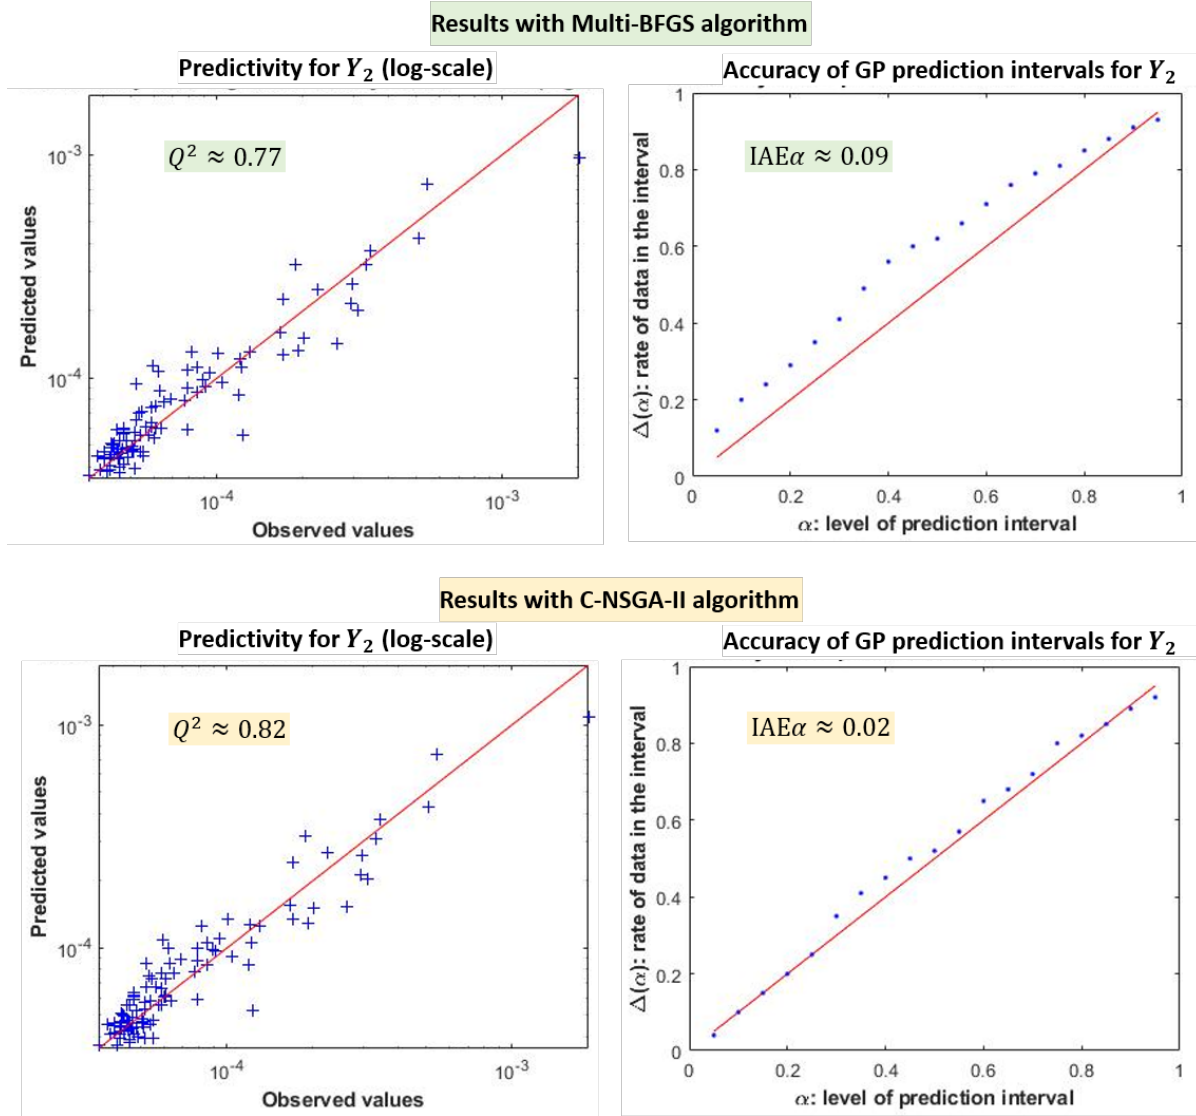 Results with Multi-BFGS algorithm
Predictivity for Y₂ (log-scale)
Q² ≈ 0.77
10⁻³
10⁻⁴
Predicted values
10⁻⁴
10⁻³
Observed values
Accuracy of GP prediction intervals for Y₂
IAEα ≈ 0.09
1
0.8
0.6
0.4
0.2
0
Δ(α): rate of data in the interval
0
0.2
0.4
0.6
0.8
1
α: level of prediction interval
Results with C-NSGA-II algorithm
Predictivity for Y₂ (log-scale)
Q² ≈ 0.82
10⁻³
10⁻⁴
Predicted values
10⁻⁴
10⁻³
Observed values
Accuracy of GP prediction intervals for Y₂
IAEα ≈ 0.02
1
0.8
0.6
0.4
0.2
0
Δ(α): rate of data in the interval
0
0.2
0.4
0.6
0.8
1
α: level of prediction interval